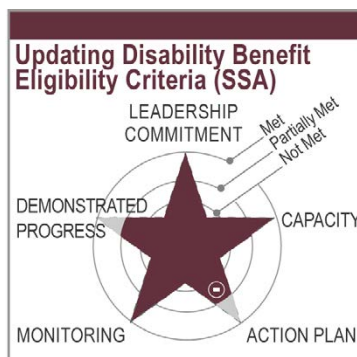 Updating Disability Benefit
Eligibility Criteria (SSA)
LEADERSHIP
COMMITMENT
Met
Partially Met
Not Met
DEMONSTRATED
PROGRESS
CAPACITY
MONITORING
ACTION PLAN